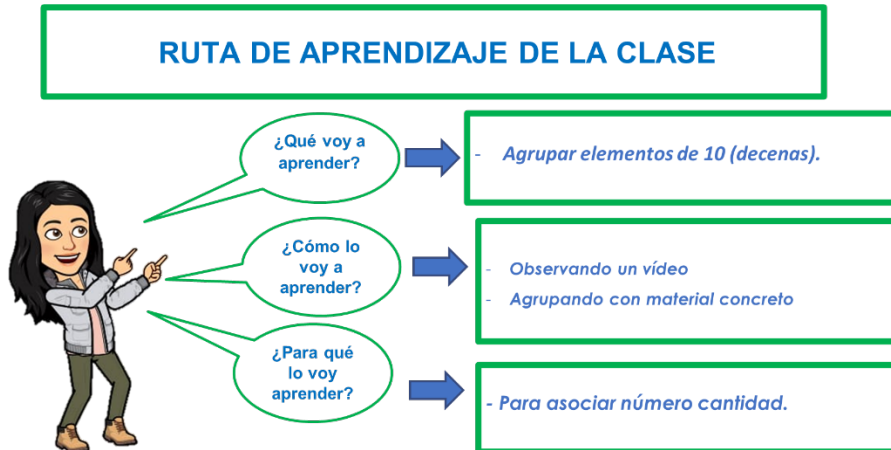 RUTA DE APRENDIZAJE DE LA CLASE
¿Qué voy a
aprender?
- Agrupar elementos de 10 (decenas).
¿Cómo lo
voy a
aprender?
- Observando un vídeo
- Agrupando con material concreto
¿Para qué
lo voy
aprender?
- Para asociar número cantidad.